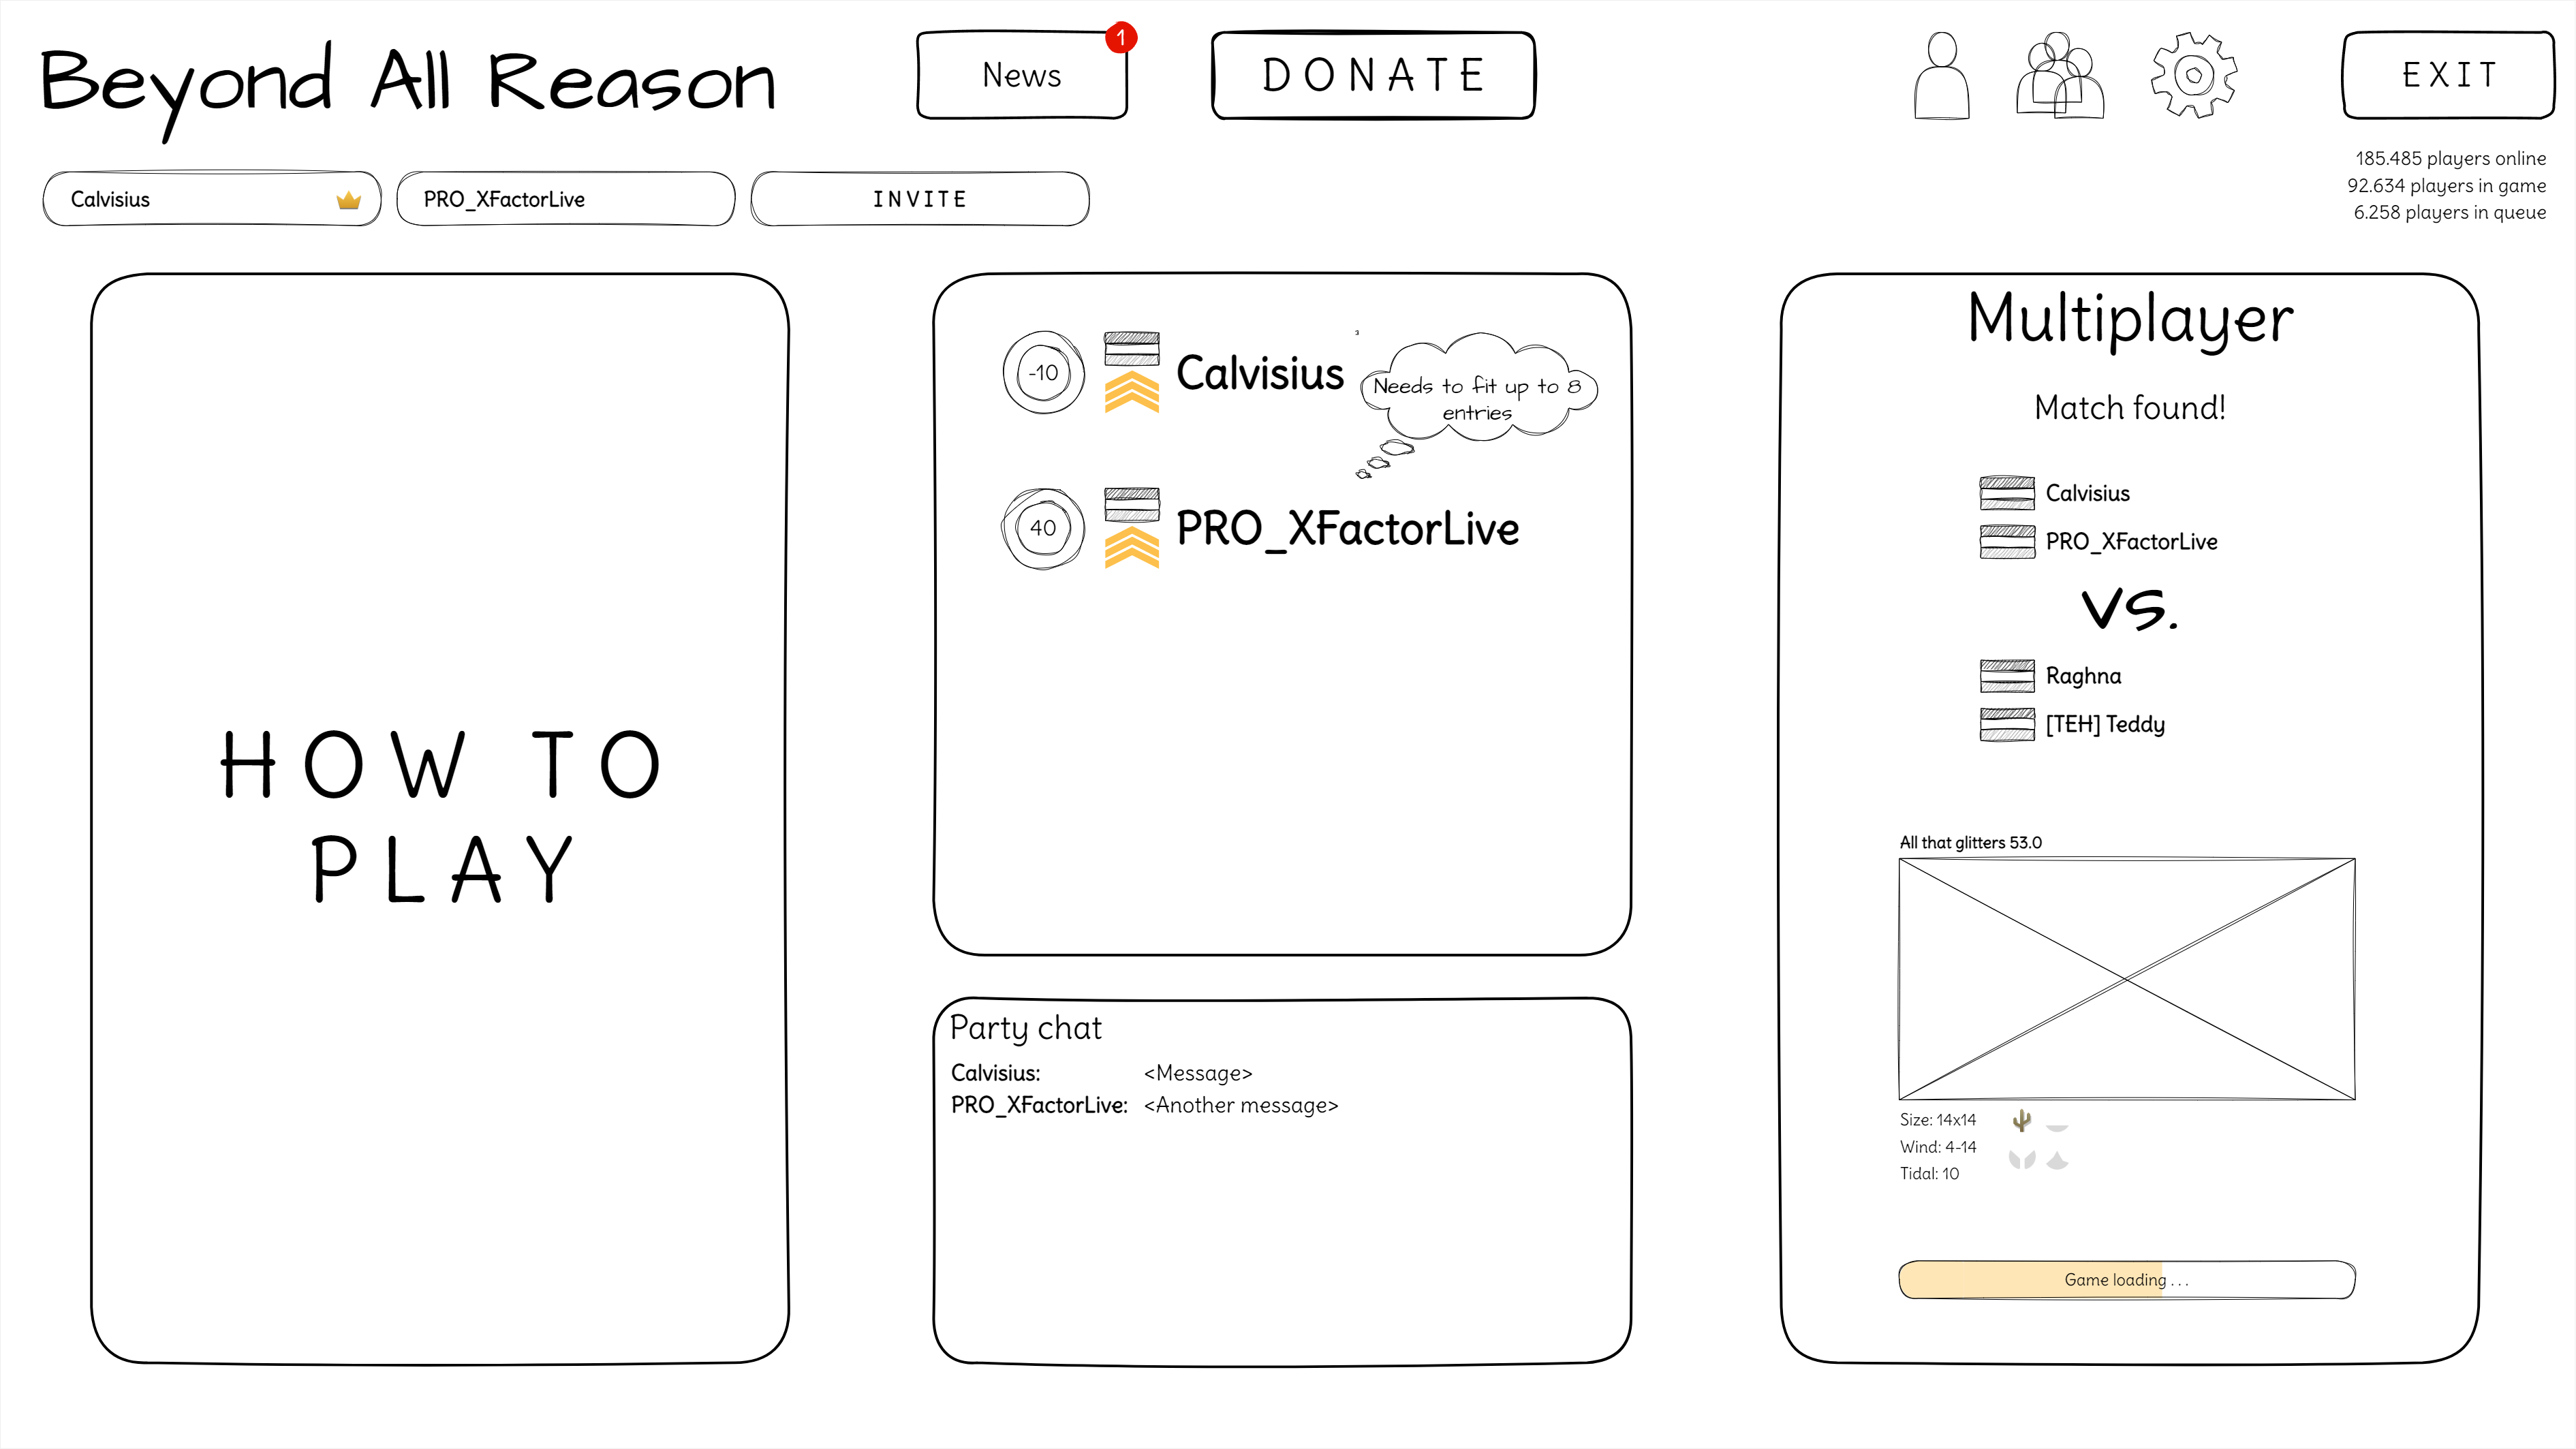 Beyond All Reason
News
1
DONATE
EXIT
185.485 players online
92.634 players in game
6.258 players in queue
Calvisius
PRO_XFactorLive
INVITE
HOW TO
PLAY
-10
Calvisius
3
Needs to fit up to 8
entries
40
PRO_XFactorLive
Party chat
Calvisius: <Message>
PRO_XFactorLive: <Another message>
Multiplayer
Match found!
Calvisius
PRO_XFactorLive
VS.
Raghna
[TEH] Teddy
All that glitters 53.0
Size: 14x14
Wind: 4-14
Tidal: 10
Game loading . . .